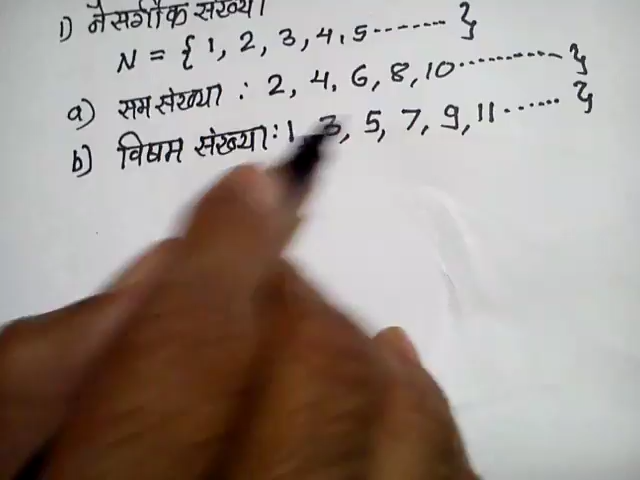 1) नैसर्गीक संख्या
N = { 1, 2, 3, 4, 5 ------- }
a) सम संख्या : 2, 4, 6, 8, 10 ---------- }
b) विषम संख्या : 1, 3, 5, 7, 9, 11 ------ }